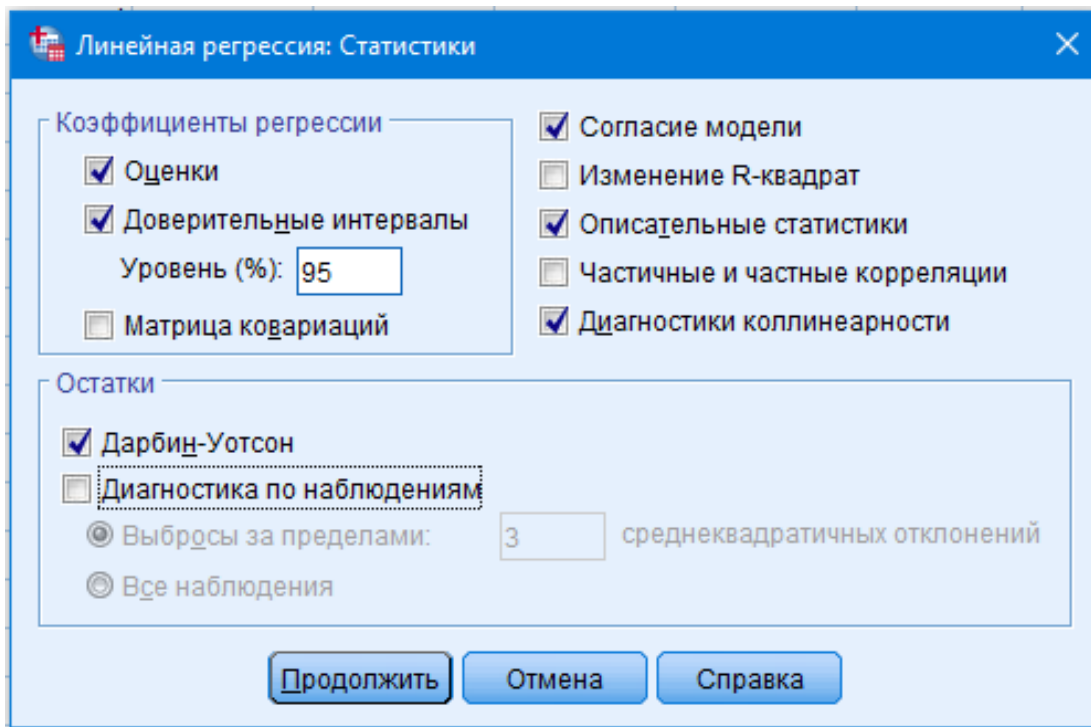 Линейная регрессия: Статистики
Коэффициенты регрессии
Оценки
Доверительные интервалы
Уровень (%): 95
Матрица ковариаций
Согласие модели
Изменение R-квадрат
Описательные статистики
Частичные и частные корреляции
Диагностики коллинеарности
Остатки
Дарбин-Уотсон
Диагностика по наблюдениям
Выбросы за пределами: 3 среднеквадратичных отклонений
Все наблюдения
Продолжить Отмена Справка